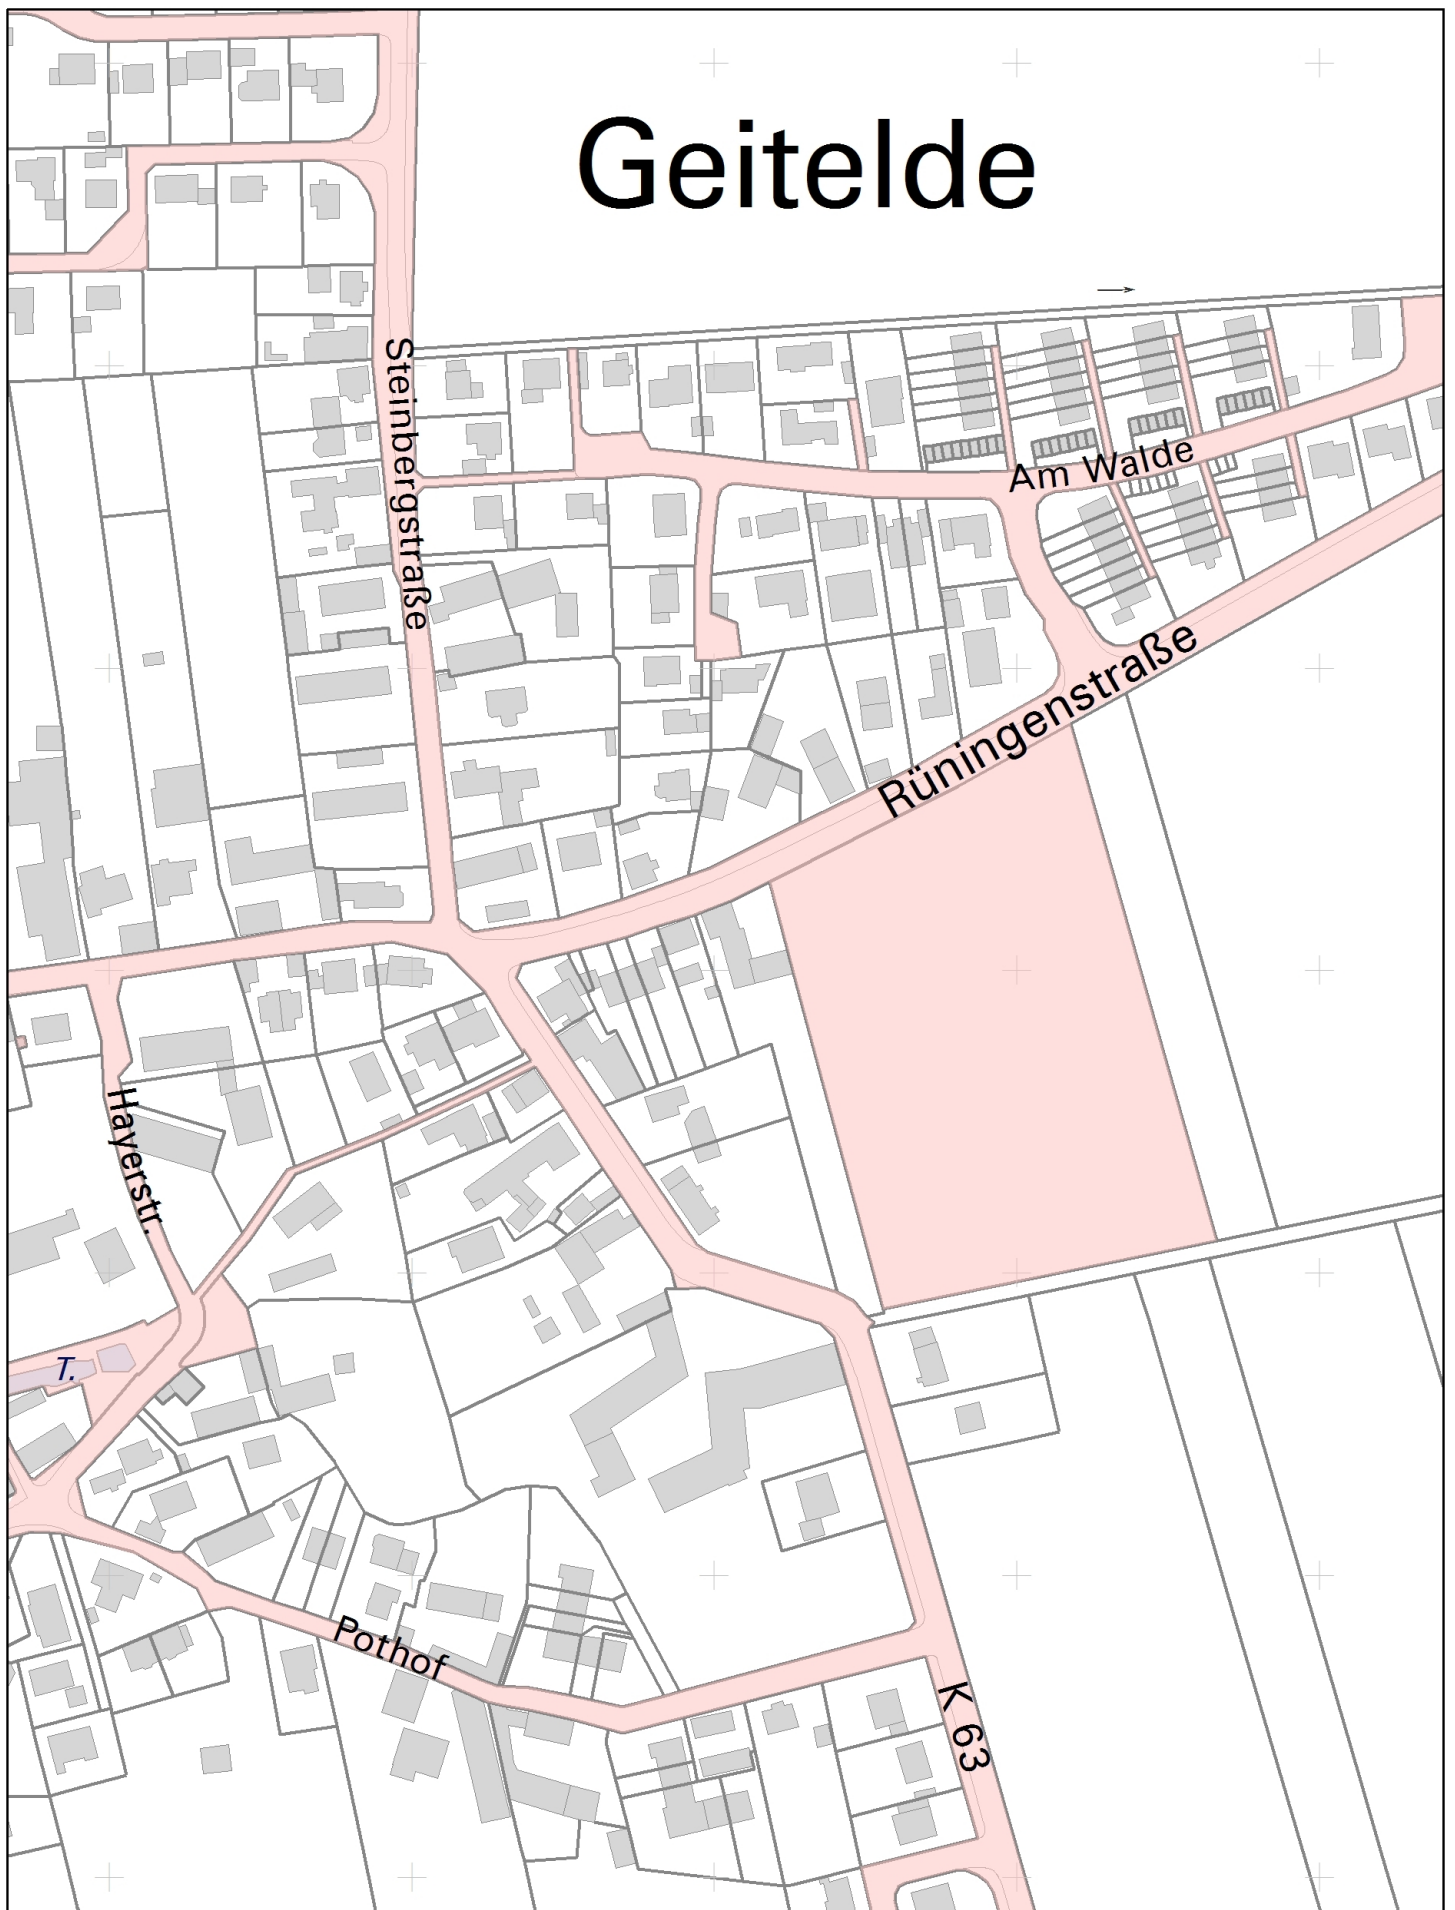 Geitelde
Steinbergstraße
Am Walde
Rüningenstraße
Hayerstr.
T.
Pothof
K 63